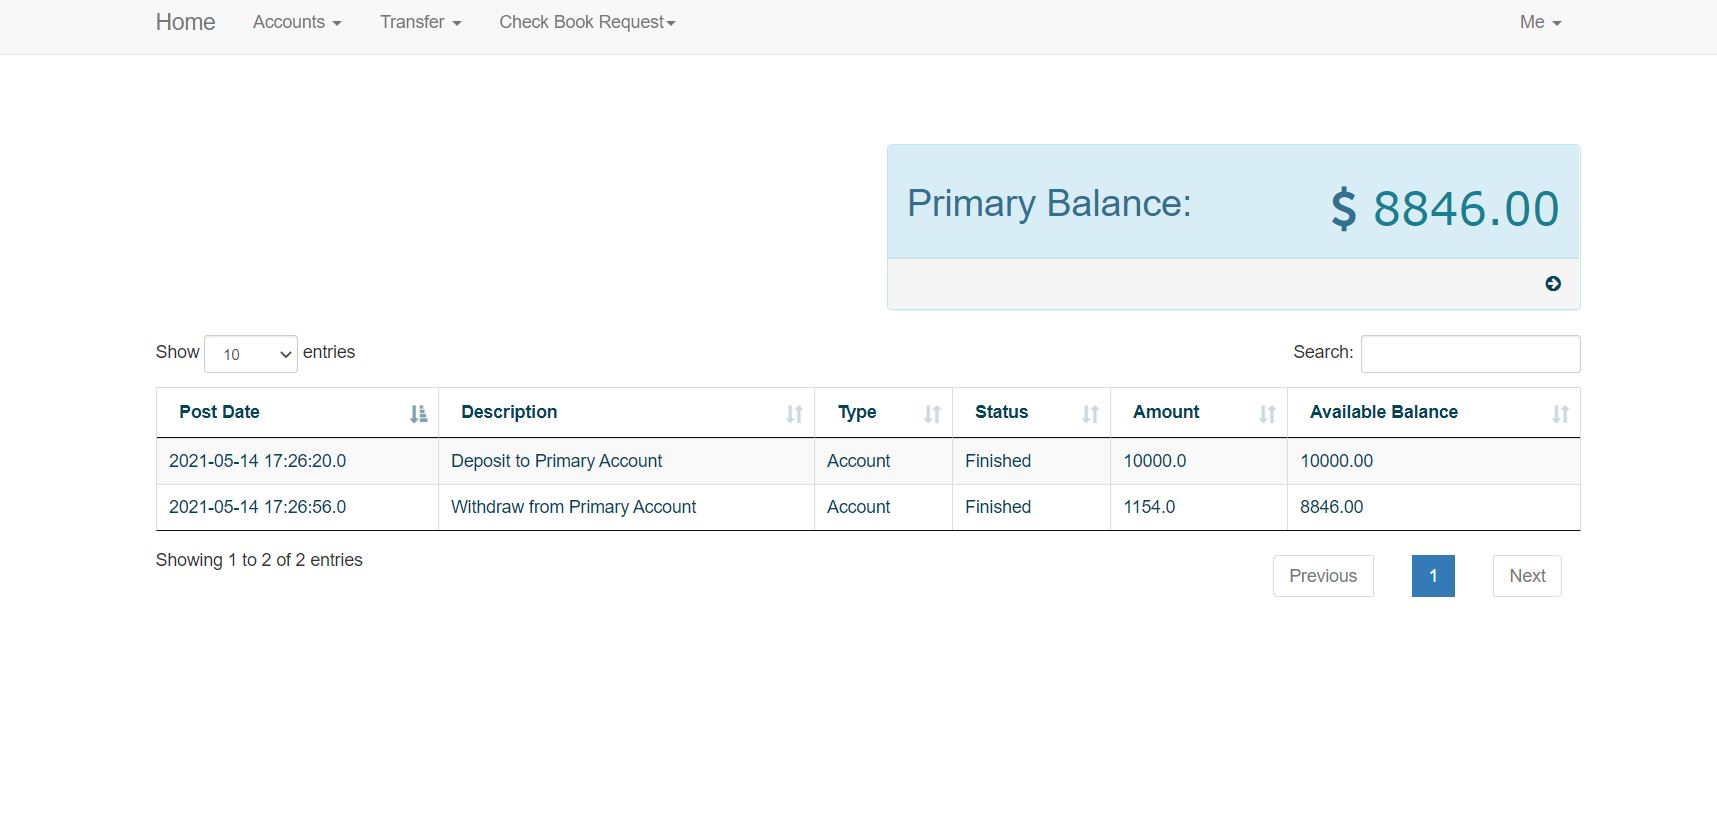 Home Accounts Transfer Check Book Request Me
Primary Balance: $ 8846.00
Show 10 entries Search:
Post Date Description Type Status Amount Available Balance
2021-05-14 17:26:20.0 Deposit to Primary Account Account Finished 10000.0 10000.00
2021-05-14 17:26:56.0 Withdraw from Primary Account Account Finished 1154.0 8846.00
Showing 1 to 2 of 2 entries
Previous 1 Next